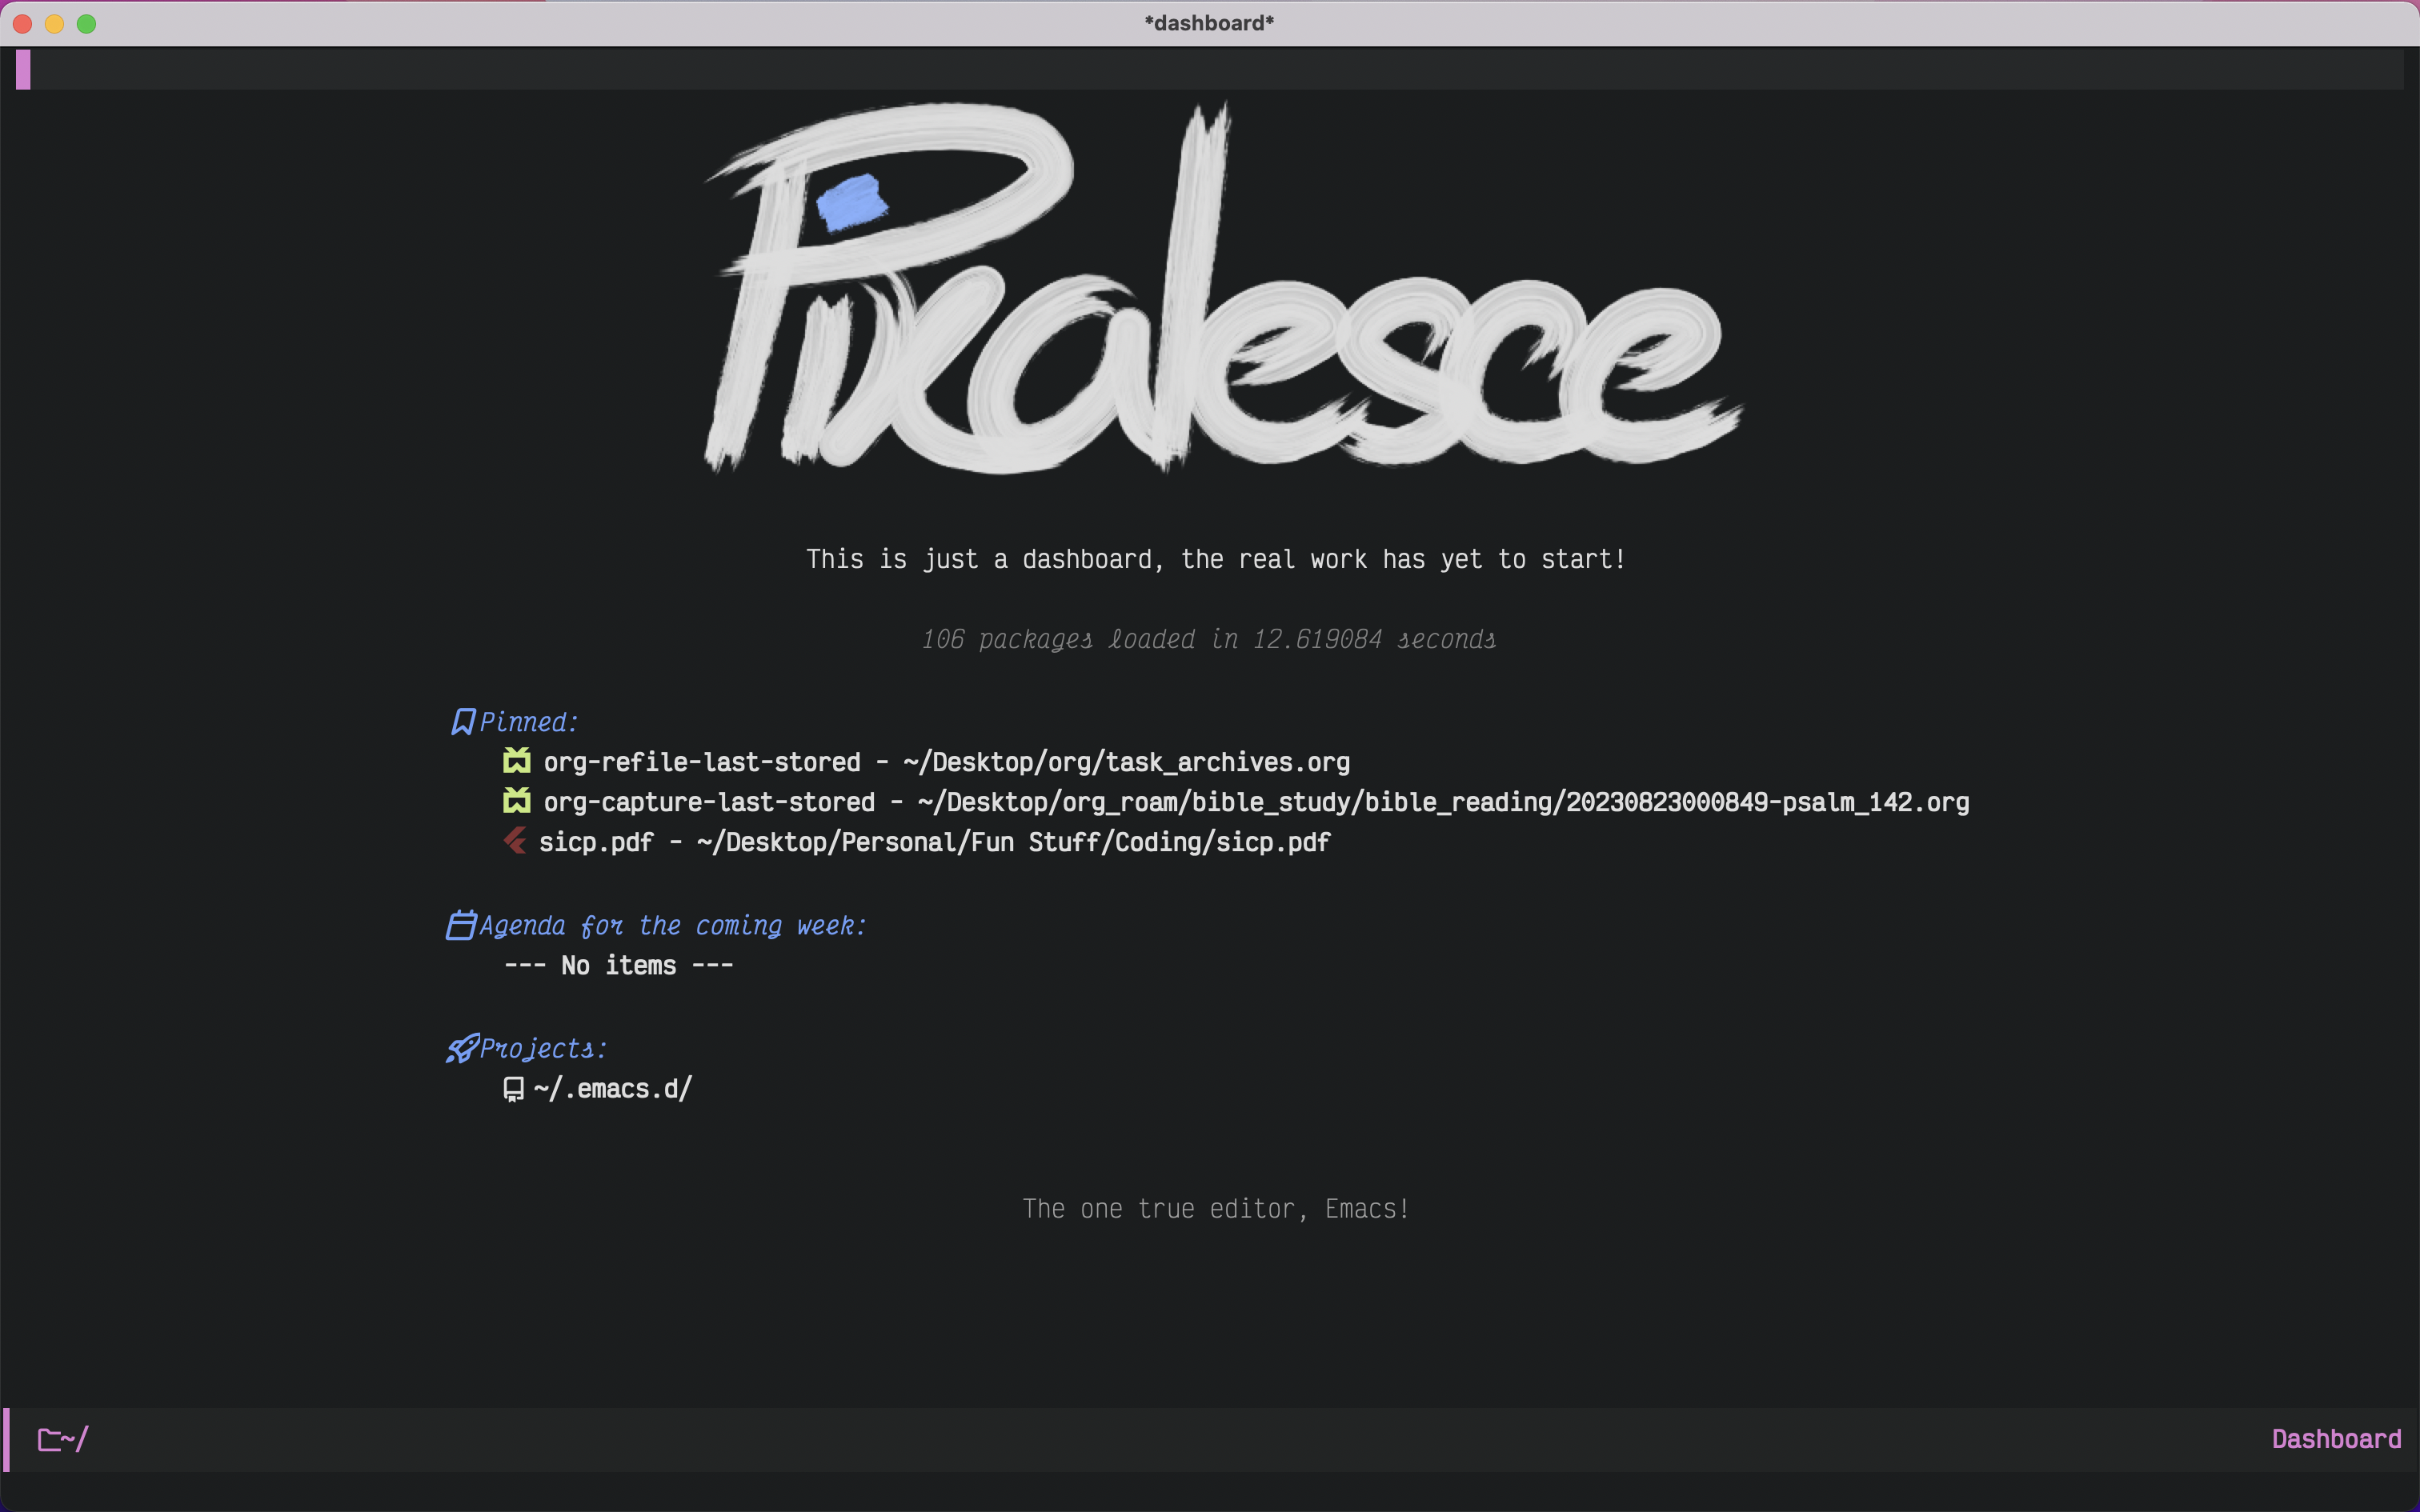 *dashboard*
Pixalesce
This is just a dashboard, the real work has yet to start!
106 packages loaded in 12.619084 seconds
Pinned:
org-refile-last-stored - ~/Desktop/org/task_archives.org
org-capture-last-stored - ~/Desktop/org_roam/bible_study/bible_reading/20230823000849-psalm_142.org
sicp.pdf - ~/Desktop/Personal/Fun Stuff/Coding/sicp.pdf
Agenda for the coming week:
--- No items ---
Projects:
~/.emacs.d/
The one true editor, Emacs!
~/
Dashboard